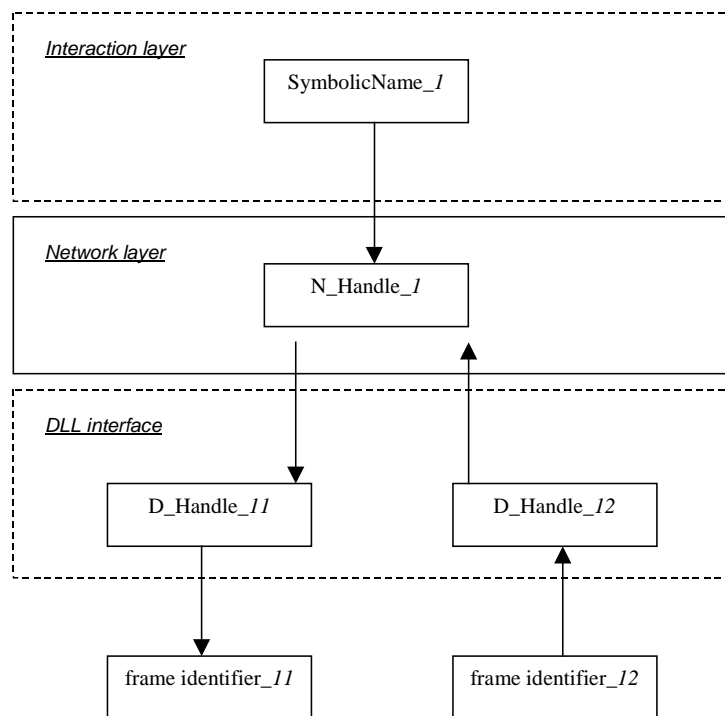 Interaction layer
SymbolicName_1
Network layer
N_Handle_1
DLL interface
D_Handle_11
D_Handle_12
frame identifier_11
frame identifier_12